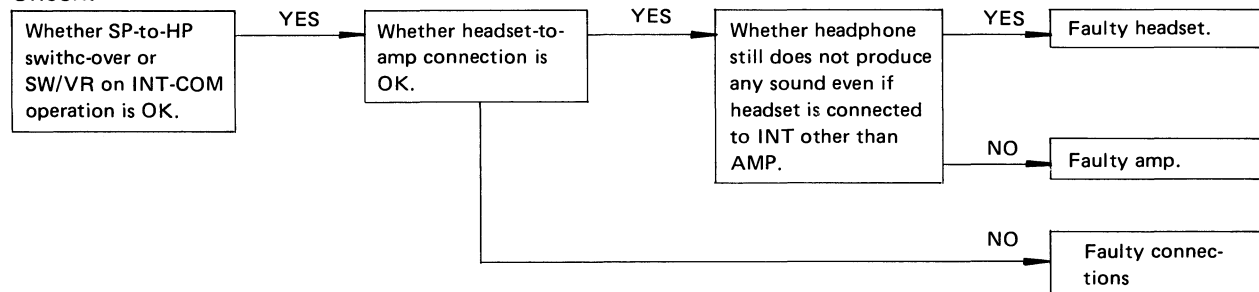 Whether SP-to-HP
swithc-over or
SW/VR on INT-COM
operation is OK.
YES
Whether headset-to-
amp connection is
OK.
YES
Whether headphone
still does not produce
any sound even if
headset is connected
to INT other than
AMP.
YES
Faulty headset.
NO
Faulty amp.
NO
Faulty connec-
tions